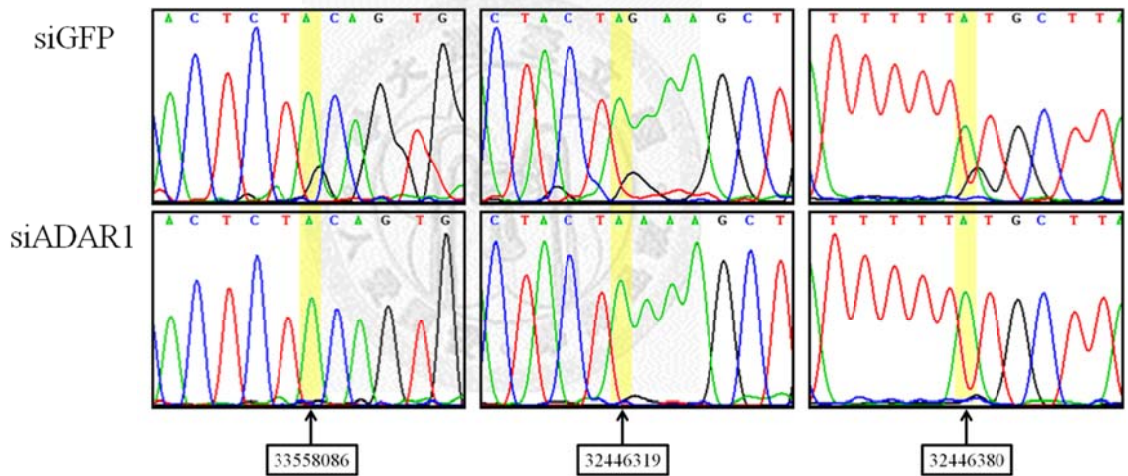 A C T C T A C A G T G
C T A C T A G A A G C T
T T T T T A T G C T T A
siGFP
A C T C T A C A G T G
C T A C T A A A A G C T
T T T T T A T G C T T A
siADAR1
33558086
32446319
32446380